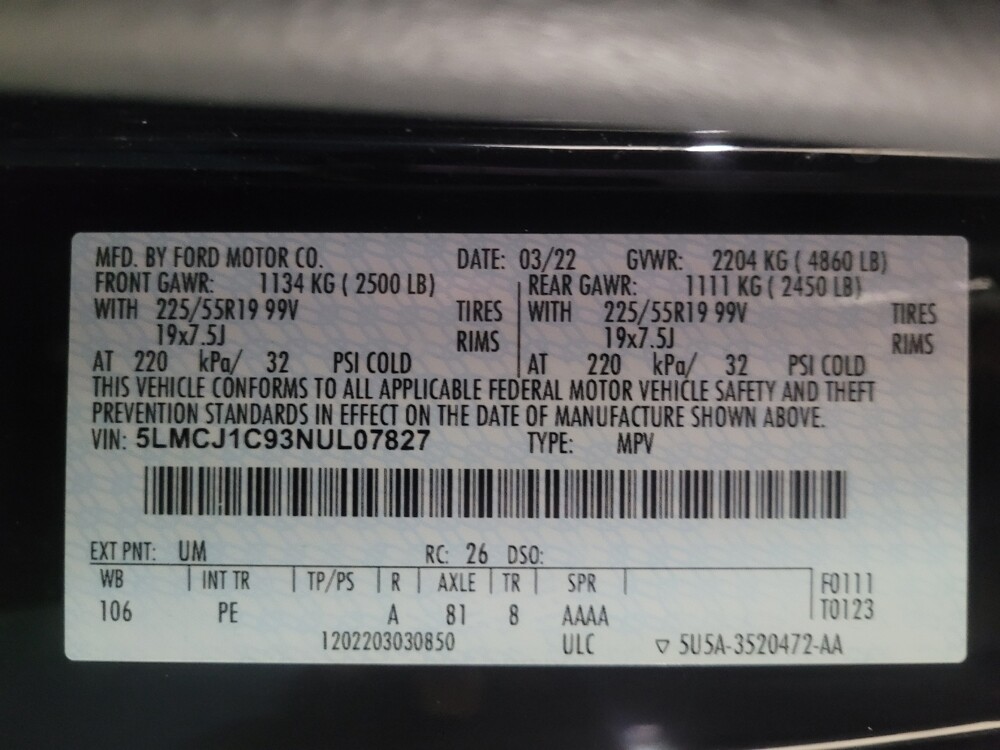 MFD. BY FORD MOTOR CO. DATE: 03/22 GVWR: 2204 KG ( 4860 LB)
FRONT GAWR: 1134 KG ( 2500 LB) REAR GAWR: 1111 KG ( 2450 LB)
WITH 225/55R19 99V TIRES WITH 225/55R19 99V TIRES
19x7.5J RIMS 19x7.5J RIMS
AT 220 kPa/ 32 PSI COLD AT 220 kPa/ 32 PSI COLD
THIS VEHICLE CONFORMS TO ALL APPLICABLE FEDERAL MOTOR VEHICLE SAFETY AND THEFT
PREVENTION STANDARDS IN EFFECT ON THE DATE OF MANUFACTURE SHOWN ABOVE.
VIN: 5LMCJ1C93NUL07827 TYPE: MPV
EXT PNT: UM RC: 26 DSO:
WB INT TR TP/PS R AXLE TR SPR F0111
106 PE A 81 8 AAAA T0123
1202203030850 ULC ▽ 5U5A-3520472-AA